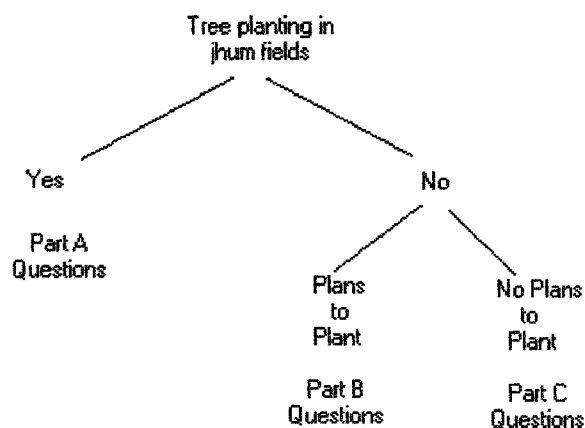 Tree planting in
jhum fields
Yes
No
Part A
Questions
Plans
to
Plant
No Plans
to
Plant
Part B
Questions
Part C
Questions